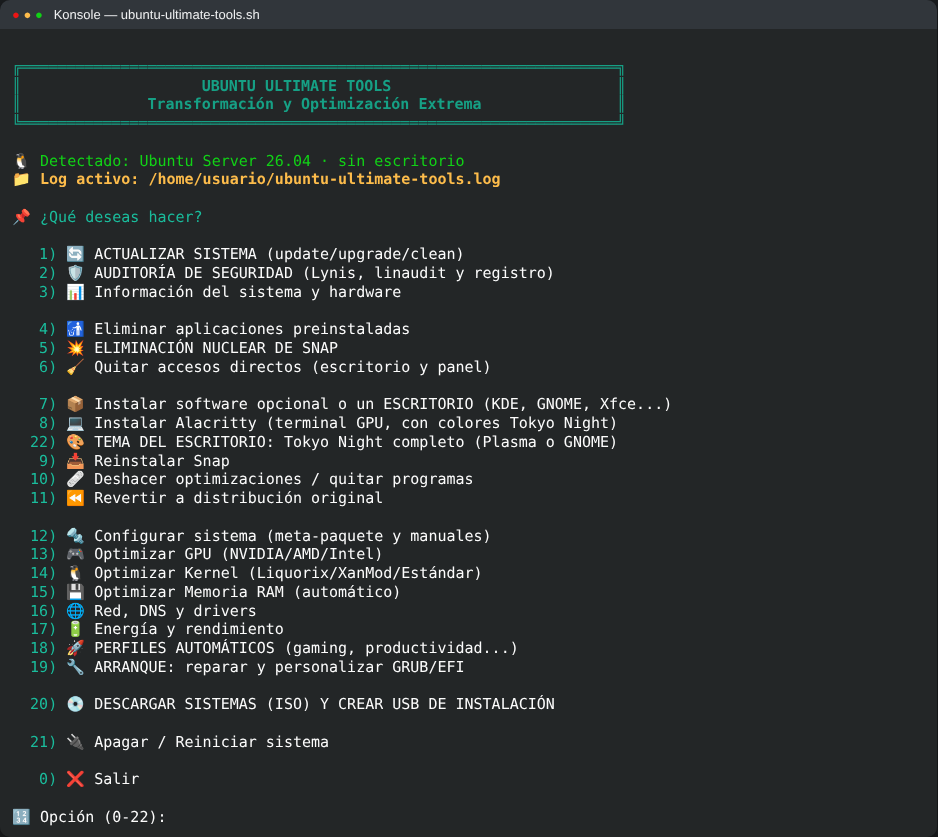 Konsole — ubuntu-ultimate-tools.sh
UBUNTU ULTIMATE TOOLS
Transformación y Optimización Extrema
🐧 Detectado: Ubuntu Server 26.04 · sin escritorio
📁 Log activo: /home/usuario/ubuntu-ultimate-tools.log
📌 ¿Qué deseas hacer?
1) 🔄 ACTUALIZAR SISTEMA (update/upgrade/clean)
2) 🛡️ AUDITORÍA DE SEGURIDAD (Lynis, linaudit y registro)
3) 📊 Información del sistema y hardware
4) 🚮 Eliminar aplicaciones preinstaladas
5) 💥 ELIMINACIÓN NUCLEAR DE SNAP
6) 🧹 Quitar accesos directos (escritorio y panel)
7) 📦 Instalar software opcional o un ESCRITORIO (KDE, GNOME, Xfce...)
8) 💻 Instalar Alacritty (terminal GPU, con colores Tokyo Night)
22) 🎨 TEMA DEL ESCRITORIO: Tokyo Night completo (Plasma o GNOME)
9) 📥 Reinstalar Snap
10) 🩹 Deshacer optimizaciones / quitar programas
11) ⏪ Revertir a distribución original
12) 🔩 Configurar sistema (meta-paquete y manuales)
13) 🎮 Optimizar GPU (NVIDIA/AMD/Intel)
14) 🐧 Optimizar Kernel (Liquorix/XanMod/Estándar)
15) 💾 Optimizar Memoria RAM (automático)
16) 🌐 Red, DNS y drivers
17) 🔋 Energía y rendimiento
18) 🚀 PERFILES AUTOMÁTICOS (gaming, productividad...)
19) 🔧 ARRANQUE: reparar y personalizar GRUB/EFI
20) 💿 DESCARGAR SISTEMAS (ISO) Y CREAR USB DE INSTALACIÓN
21) 🔌 Apagar / Reiniciar sistema
0) ❌ Salir
🔢 Opción (0-22):